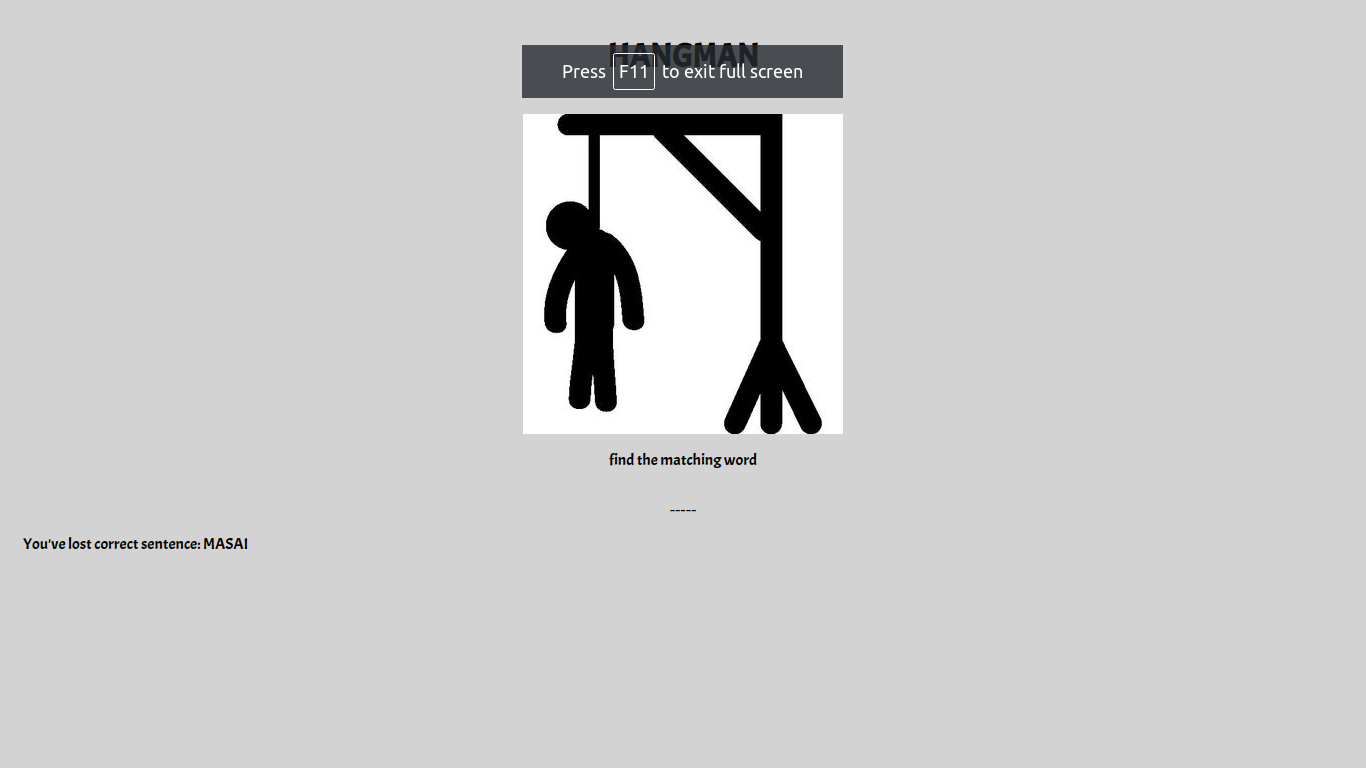 HANGMAN
Press F11 to exit full screen
find the matching word
-----
You've lost correct sentence: MASAI